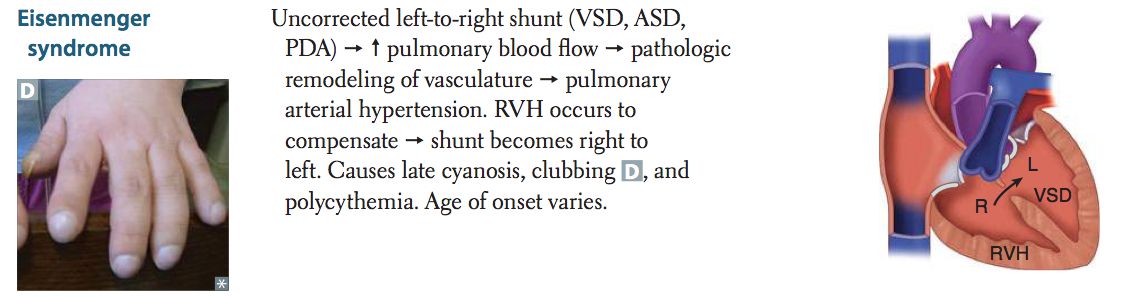 Eisenmenger
syndrome
D
*
Uncorrected left-to-right shunt (VSD, ASD,
PDA) → ↑ pulmonary blood flow → pathologic
remodeling of vasculature → pulmonary
arterial hypertension. RVH occurs to
compensate → shunt becomes right to
left. Causes late cyanosis, clubbing D, and
polycythemia. Age of onset varies.
L
R
VSD
RVH